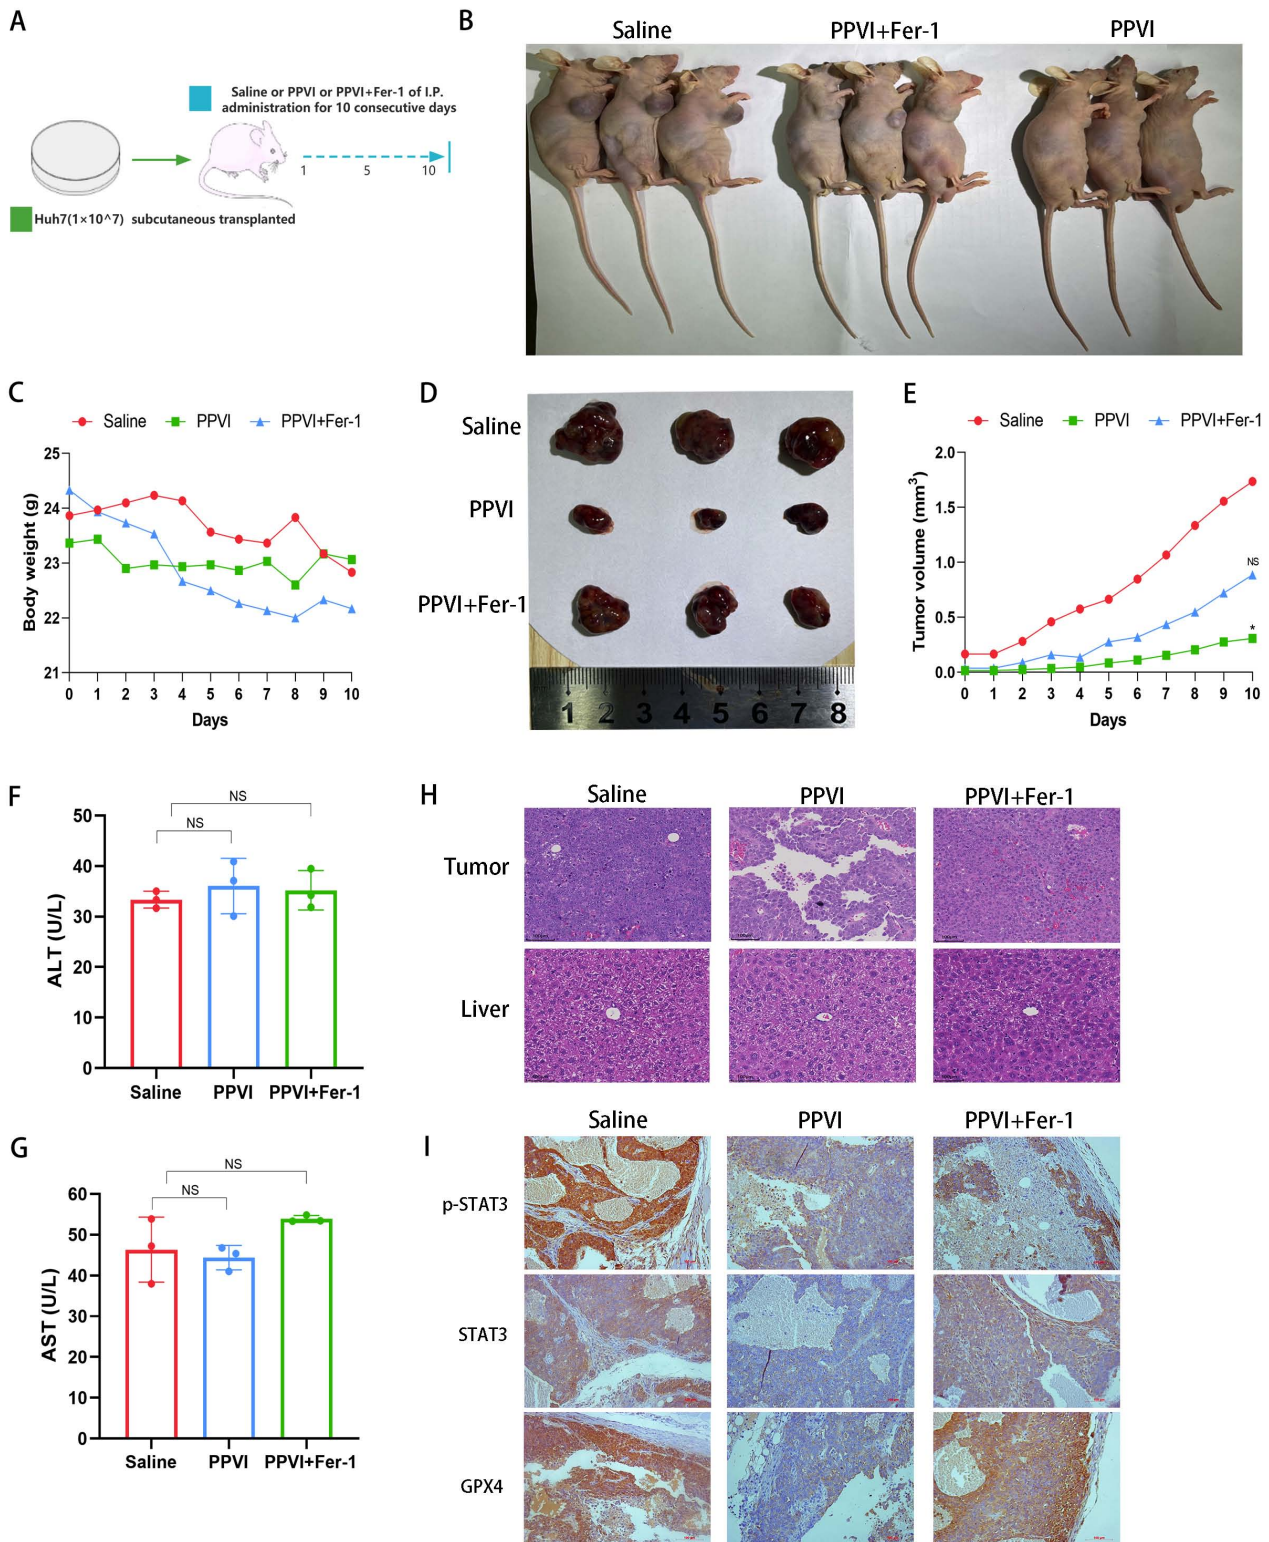 A
Saline or PPVI or PPVI+Fer-1 of I.P.
administration for 10 consecutive days
1 5 10
Huh7(1×10^7) subcutaneous transplanted
B
Saline PPVI+Fer-1 PPVI
C
Saline PPVI PPVI+Fer-1
Body weight (g)
25
24
23
22
21
0 1 2 3 4 5 6 7 8 9 10
Days
D
Saline
PPVI
PPVI+Fer-1
1 2 3 4 5 6 7 8
E
Saline PPVI PPVI+Fer-1
Tumor volume (mm³)
2.0
1.5
1.0
0.5
0.0
NS
*
0 1 2 3 4 5 6 7 8 9 10
Days
F
NS
NS
ALT (U/L)
50
40
30
20
10
0
Saline PPVI PPVI+Fer-1
G
NS
NS
AST (U/L)
60
50
40
30
20
10
0
Saline PPVI PPVI+Fer-1
H
Saline PPVI PPVI+Fer-1
Tumor
Liver
I
Saline PPVI PPVI+Fer-1
p-STAT3
STAT3
GPX4